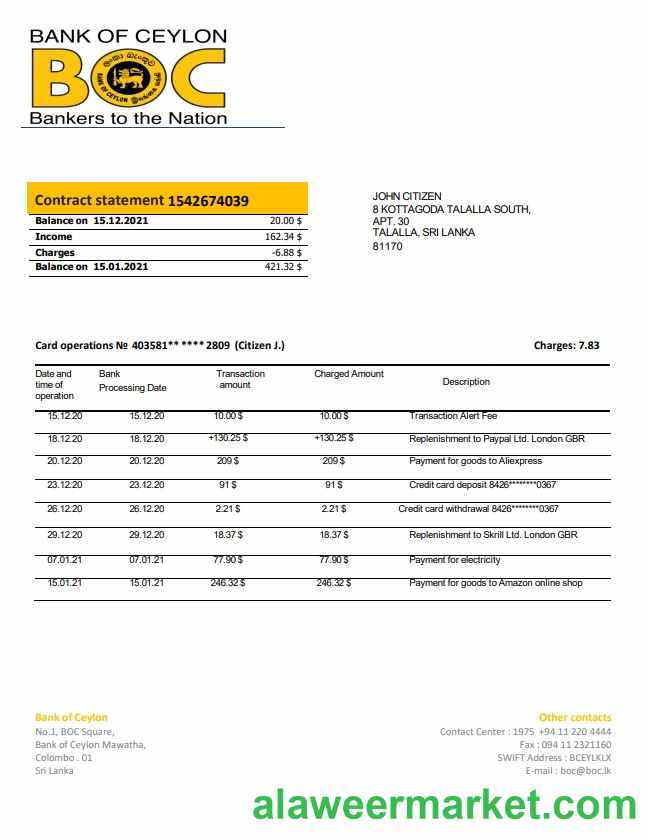 BANK OF CEYLON
BOC
BANK OF CEYLON
Bankers to the Nation
Contract statement 1542674039
Balance on 15.12.2021 20.00 $
Income 162.34 $
Charges -6.88 $
Balance on 15.01.2021 421.32 $
JOHN CITIZEN
8 KOTTAGODA TALALLA SOUTH,
APT. 30
TALALLA, SRI LANKA
81170
Card operations № 403581** **** 2809 (Citizen J.) Charges: 7.83
Date and time of operation Bank Processing Date Transaction amount Charged Amount Description
15.12.20 15.12.20 10.00 $ 10.00 $ Transaction Alert Fee
18.12.20 18.12.20 +130.25 $ +130.25 $ Replenishment to Paypal Ltd. London GBR
20.12.20 20.12.20 209 $ 209 $ Payment for goods to Aliexpress
23.12.20 23.12.20 91 $ 91 $ Credit card deposit 8426********0367
26.12.20 26.12.20 2.21 $ 2.21 $ Credit card withdrawal 8426********0367
29.12.20 29.12.20 18.37 $ 18.37 $ Replenishment to Skrill Ltd. London GBR
07.01.21 07.01.21 77.90 $ 77.90 $ Payment for electricity
15.01.21 15.01.21 246.32 $ 246.32 $ Payment for goods to Amazon online shop
Bank of Ceylon
No.1, BOC Square,
Bank of Ceylon Mawatha,
Colombo . 01
Sri Lanka
Other contacts
Contact Center : 1975 +94 11 220 4444
Fax : 094 11 2321160
SWIFT Address : BCEYLKLX
E-mail : boc@boc.lk
alaweermarket.com